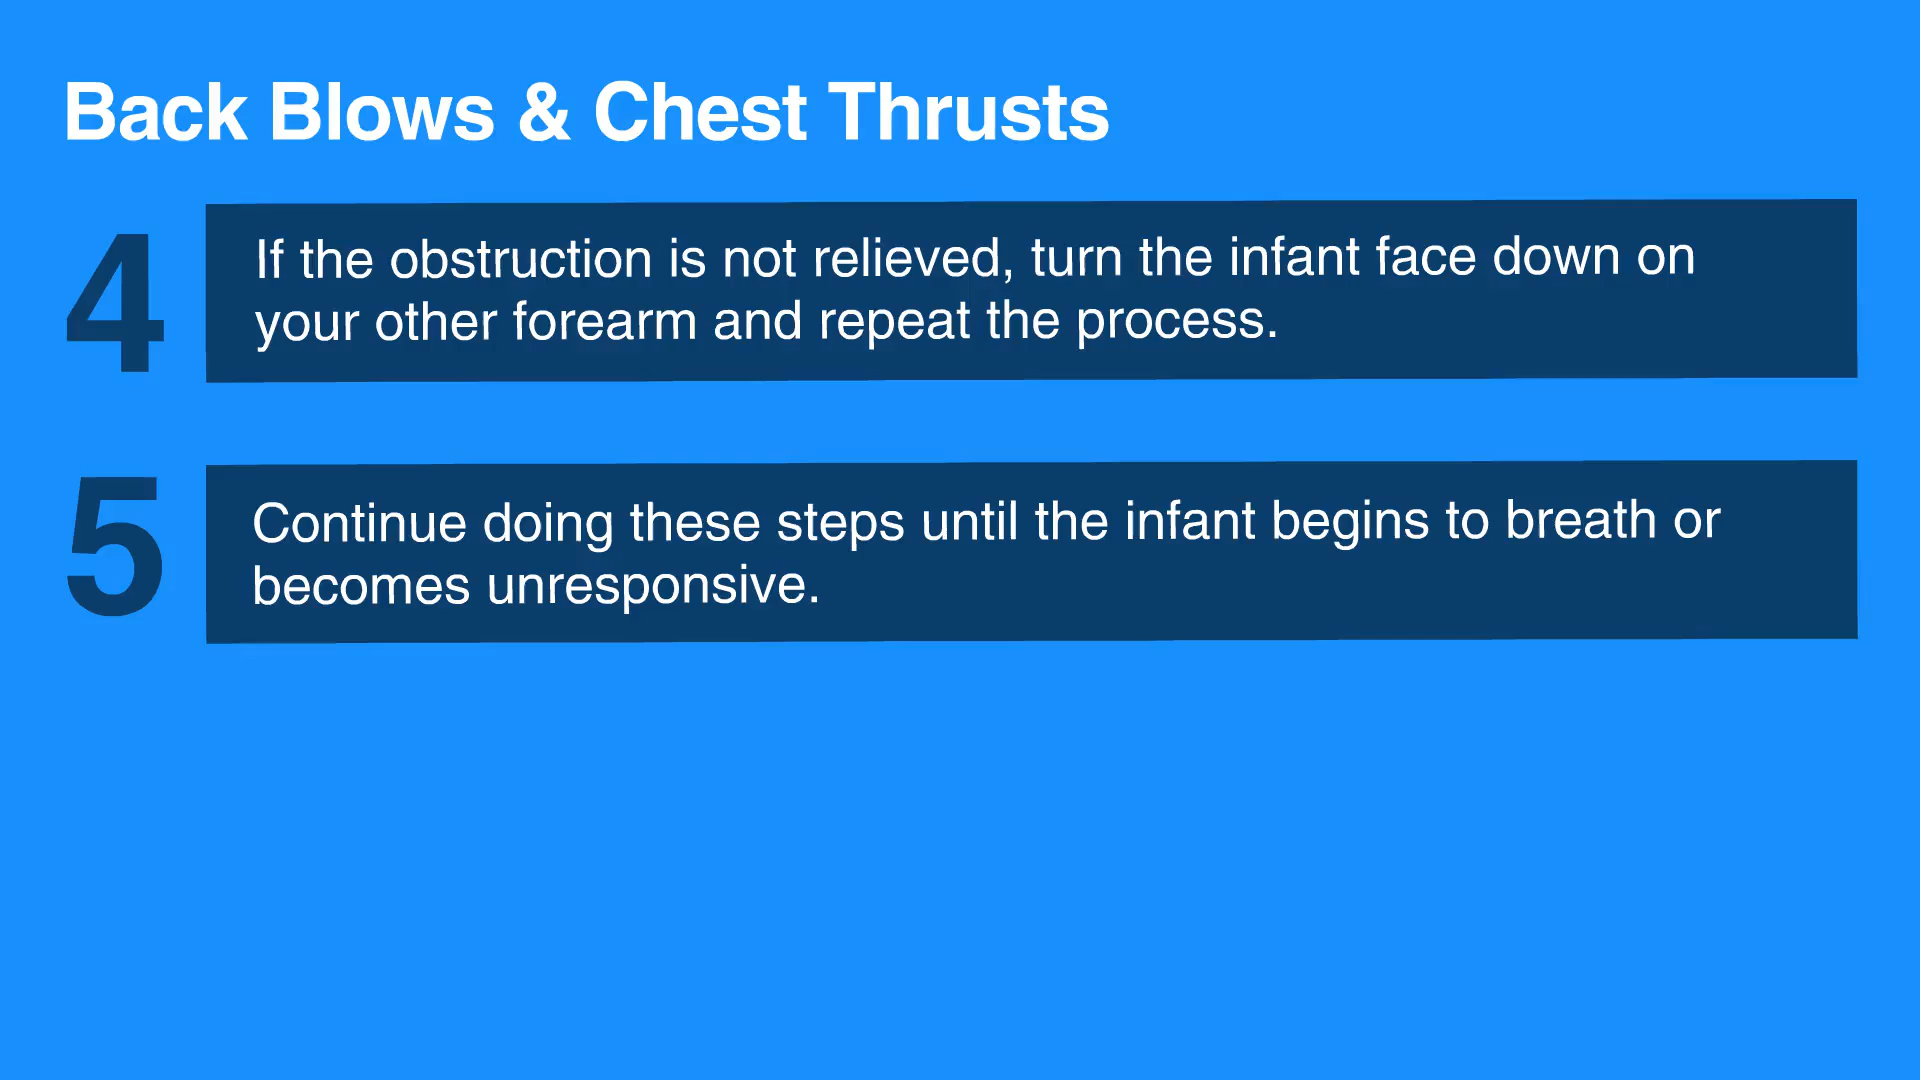 Back Blows & Chest Thrusts
4
If the obstruction is not relieved, turn the infant face down on
your other forearm and repeat the process.
5
Continue doing these steps until the infant begins to breath or
becomes unresponsive.